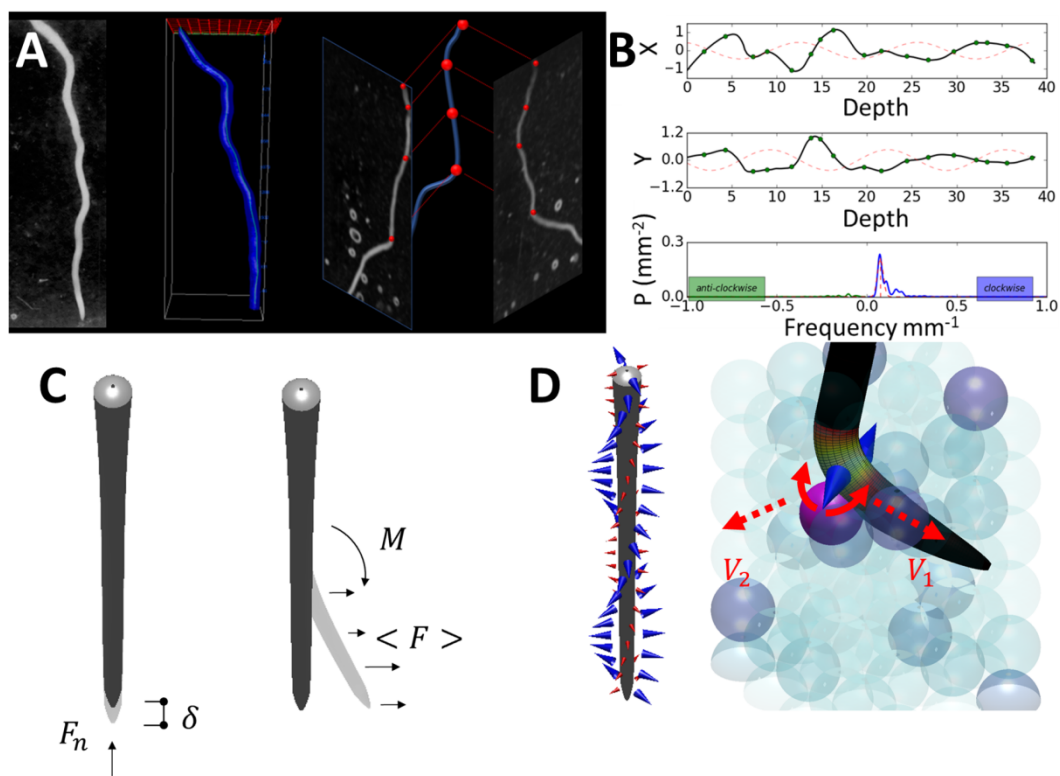 A
B
X
1
0
−1
0 5 10 15 20 25 30 35 40
Depth
Y
1.2
0.0
−1.2
0 5 10 15 20 25 30 35 40
Depth
P (mm⁻²)
0.3
0.0
anti-clockwise
clockwise
−1.0 −0.5 0.0 0.5 1.0
Frequency mm⁻¹
C
M
< F >
δ
Fₙ
D
V₂
V₁